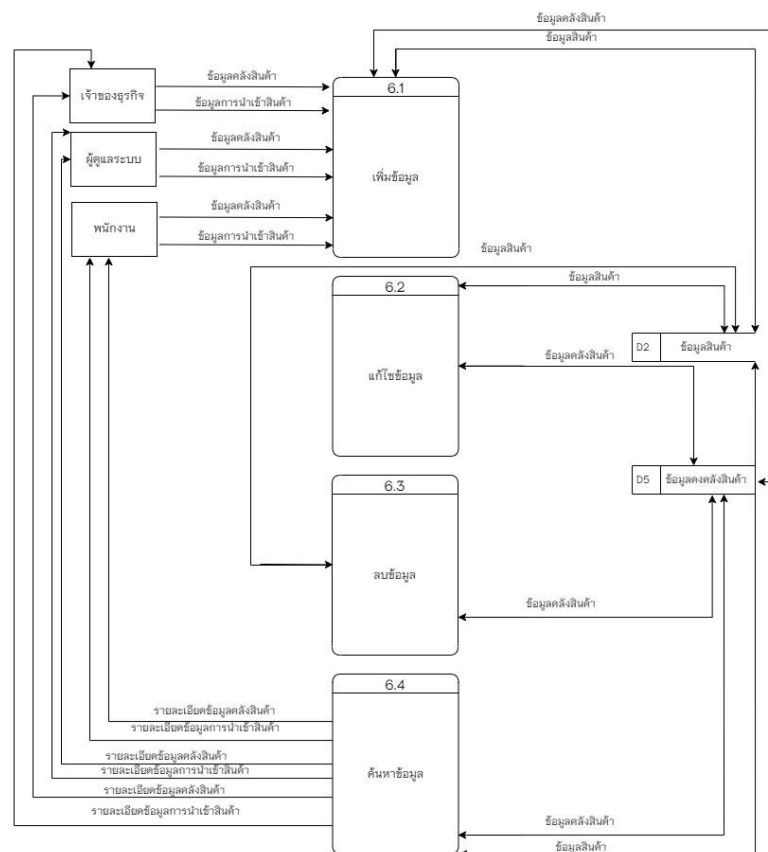 ข้อมูลคลังสินค้า
ข้อมูลสินค้า
เจ้าของธุรกิจ
ข้อมูลคลังสินค้า
ข้อมูลการนำเข้าสินค้า
6.1
เพิ่มข้อมูล
ผู้ดูแลระบบ
ข้อมูลคลังสินค้า
ข้อมูลการนำเข้าสินค้า
พนักงาน
ข้อมูลคลังสินค้า
ข้อมูลการนำเข้าสินค้า
ข้อมูลสินค้า
6.2
แก้ไขข้อมูล
ข้อมูลสินค้า
D2 ข้อมูลสินค้า
ข้อมูลคลังสินค้า
D5 ข้อมูลคงคลังสินค้า
6.3
ลบข้อมูล
ข้อมูลคลังสินค้า
6.4
ค้นหาข้อมูล
รายละเอียดข้อมูลคลังสินค้า
รายละเอียดข้อมูลการนำเข้าสินค้า
รายละเอียดข้อมูลคลังสินค้า
รายละเอียดข้อมูลการนำเข้าสินค้า
รายละเอียดข้อมูลคลังสินค้า
รายละเอียดข้อมูลการนำเข้าสินค้า
ข้อมูลคลังสินค้า
ข้อมูลสินค้า